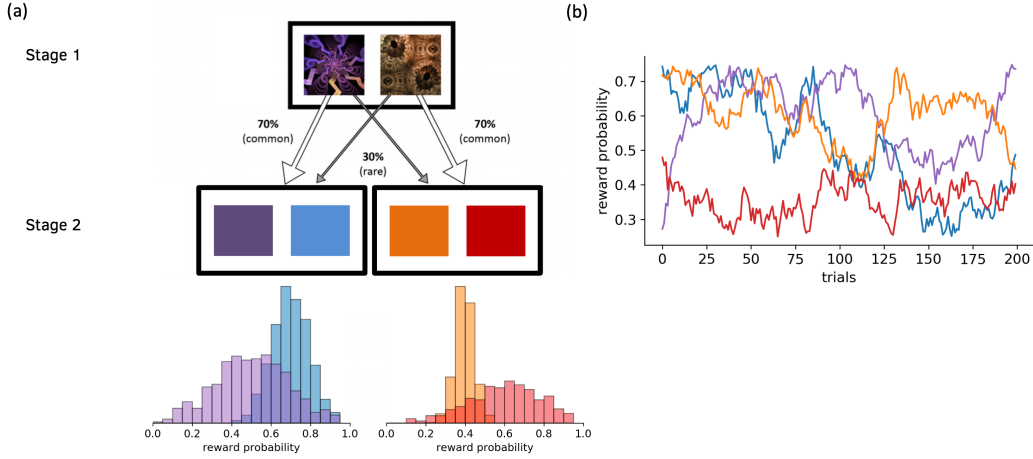 (a)
Stage 1
70%
(common)
70%
(common)
30%
(rare)
Stage 2
0.0 0.2 0.4 0.6 0.8 1.0
reward probability
0.0 0.2 0.4 0.6 0.8 1.0
reward probability
(b)
reward probability
0.7
0.6
0.5
0.4
0.3
0 25 50 75 100 125 150 175 200
trials